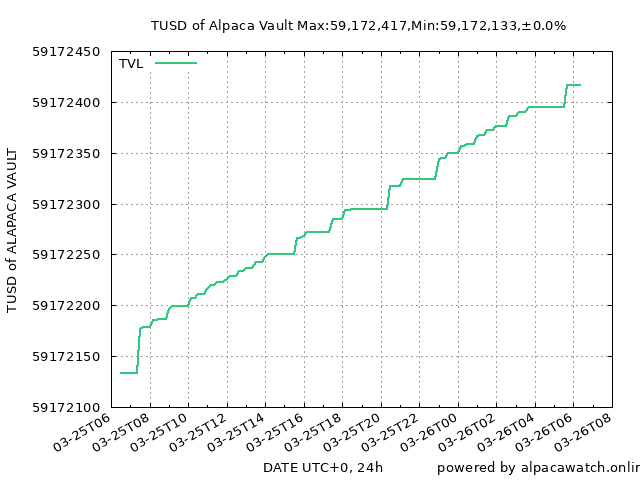 TUSD of Alpaca Vault Max:59,172,417,Min:59,172,133,±0.0%
TVL
59172450
59172400
59172350
59172300
59172250
59172200
59172150
59172100
TUSD of ALAPACA VAULT
03-25T06
03-25T08
03-25T10
03-25T12
03-25T14
03-25T16
03-25T18
03-25T20
03-25T22
03-26T00
03-26T02
03-26T04
03-26T06
03-26T08
DATE UTC+0, 24h
powered by alpacawatch.onlin